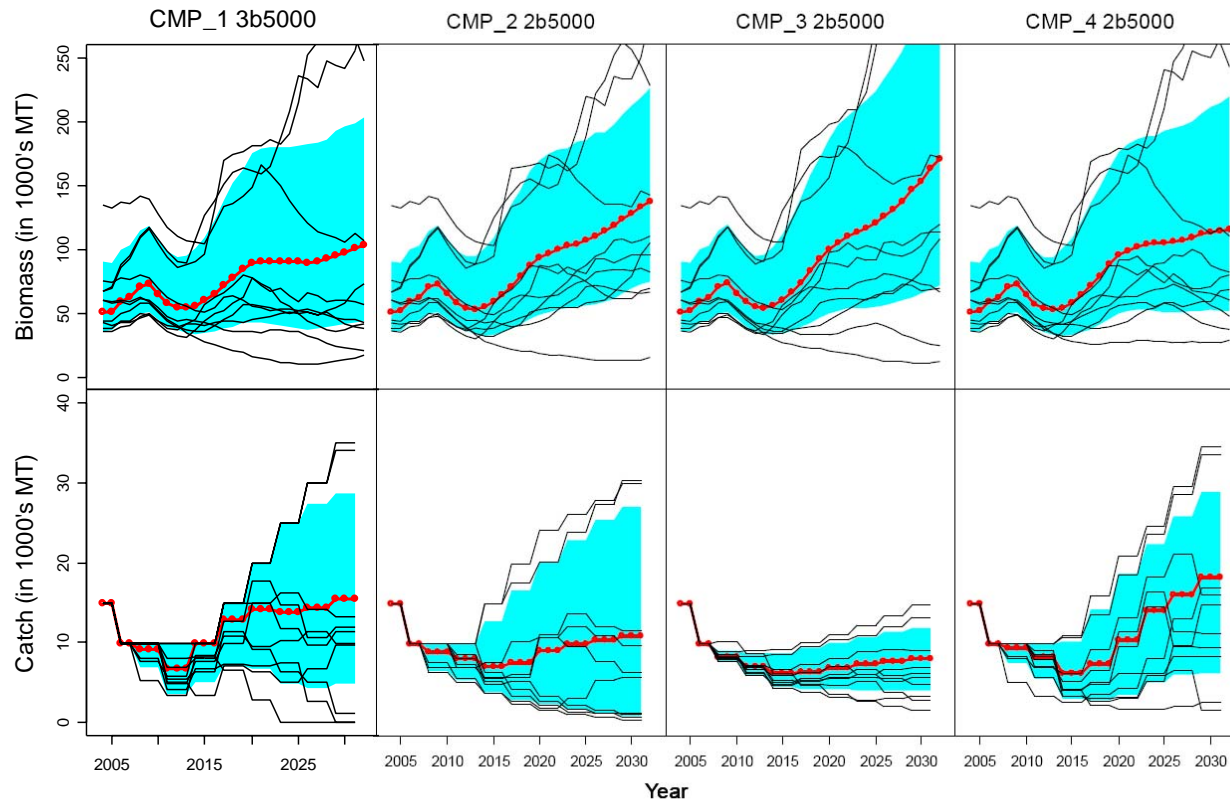 CMP_1 3b5000
CMP_2 2b5000
CMP_3 2b5000
CMP_4 2b5000
Biomass (in 1000's MT)
250
200
150
100
50
0
Catch (in 1000's MT)
40
30
20
10
0
2005 2015 2025
2005 2010 2015 2020 2025 2030
2005 2010 2015 2020 2025 2030
2005 2010 2015 2020 2025 2030
Year